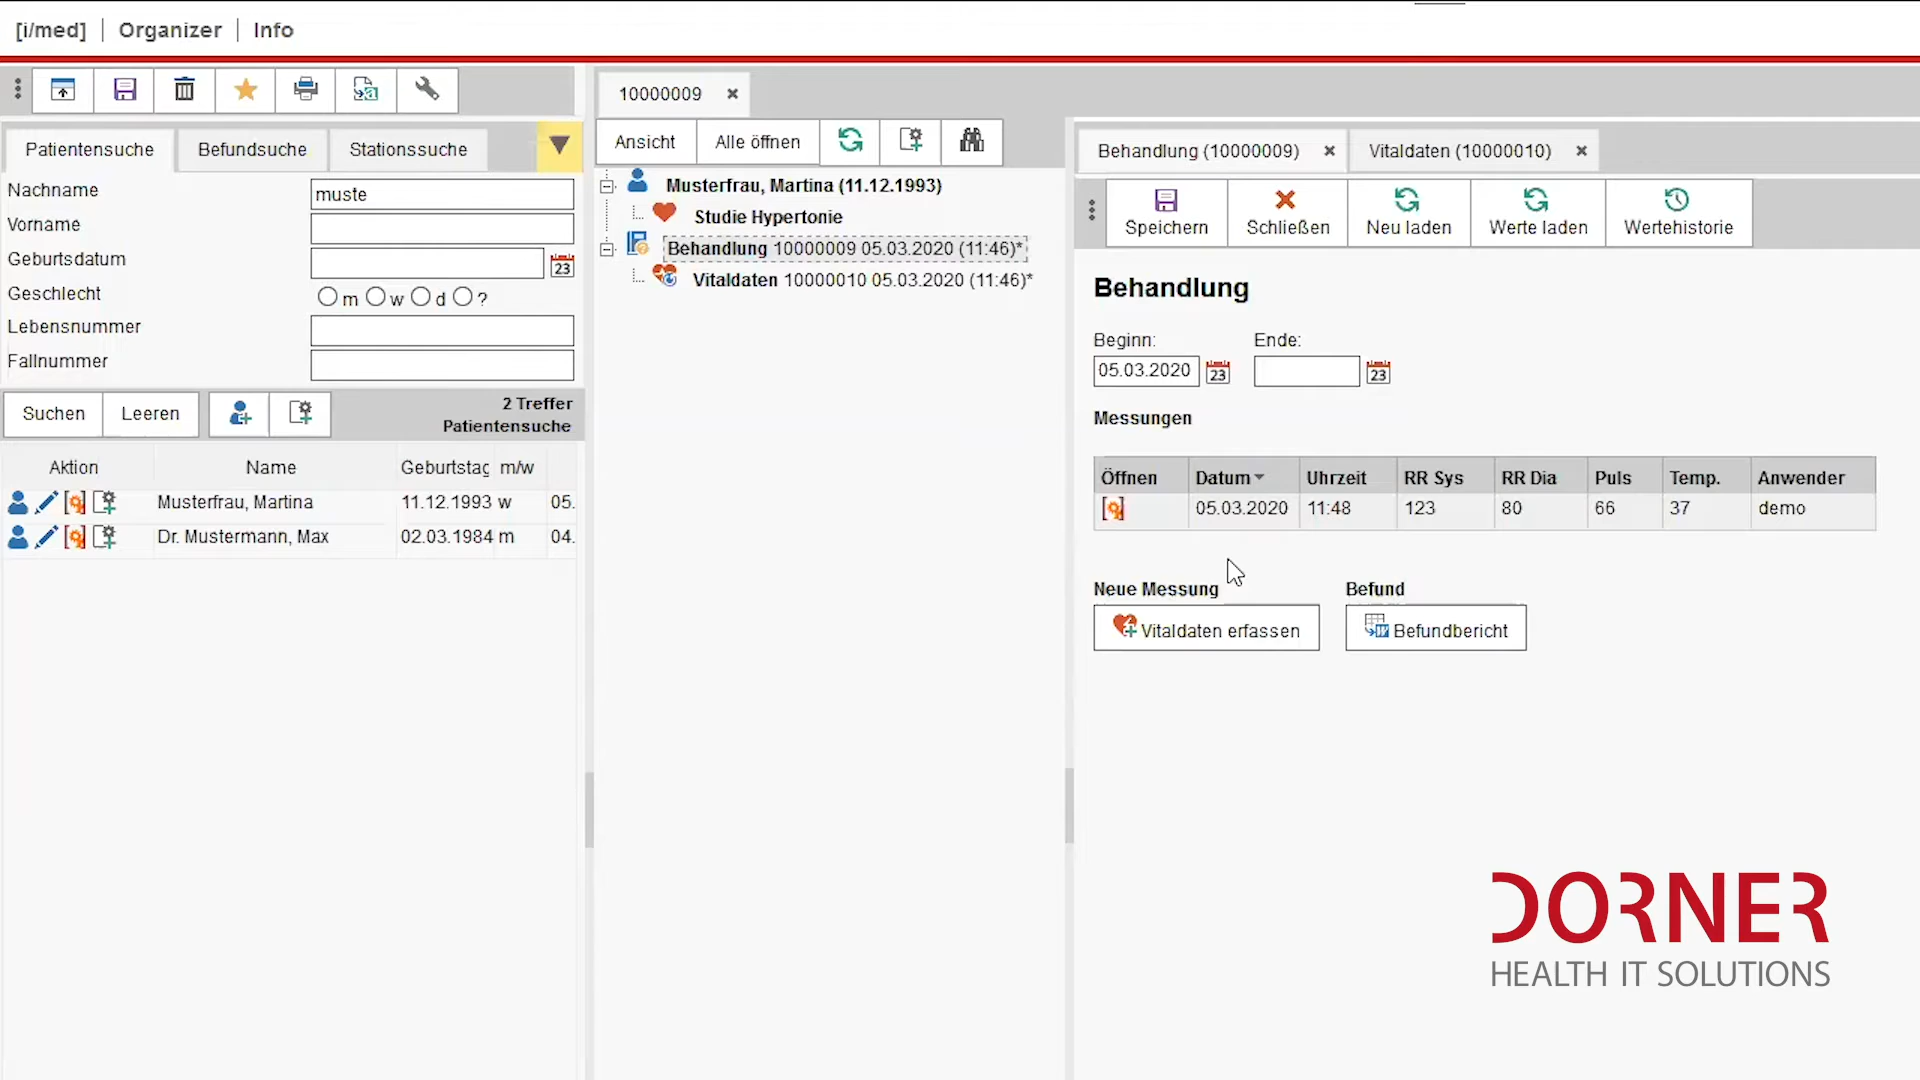 [i/med] Organizer Info
10000009
Ansicht Alle öffnen
Patientensuche Befundsuche Stationssuche
Nachname muste
Vorname
Geburtsdatum 23
Geschlecht m w d ?
Lebensnummer
Fallnummer
Suchen Leeren
2 Treffer
Patientensuche
Aktion Name Geburtstag m/w
Musterfrau, Martina 11.12.1993 w 05.
Dr. Mustermann, Max 02.03.1984 m 04.
Musterfrau, Martina (11.12.1993)
Studie Hypertonie
Behandlung 10000009 05.03.2020 (11:46)*
Vitaldaten 10000010 05.03.2020 (11:46)*
Behandlung (10000009) Vitaldaten (10000010)
Speichern Schließen Neu laden Werte laden Wertehistorie
Behandlung
Beginn: Ende:
05.03.2020 23 23
Messungen
Öffnen Datum Uhrzeit RR Sys RR Dia Puls Temp. Anwender
05.03.2020 11:48 123 80 66 37 demo
Neue Messung Befund
Vitaldaten erfassen Befundbericht
DORNER
HEALTH IT SOLUTIONS